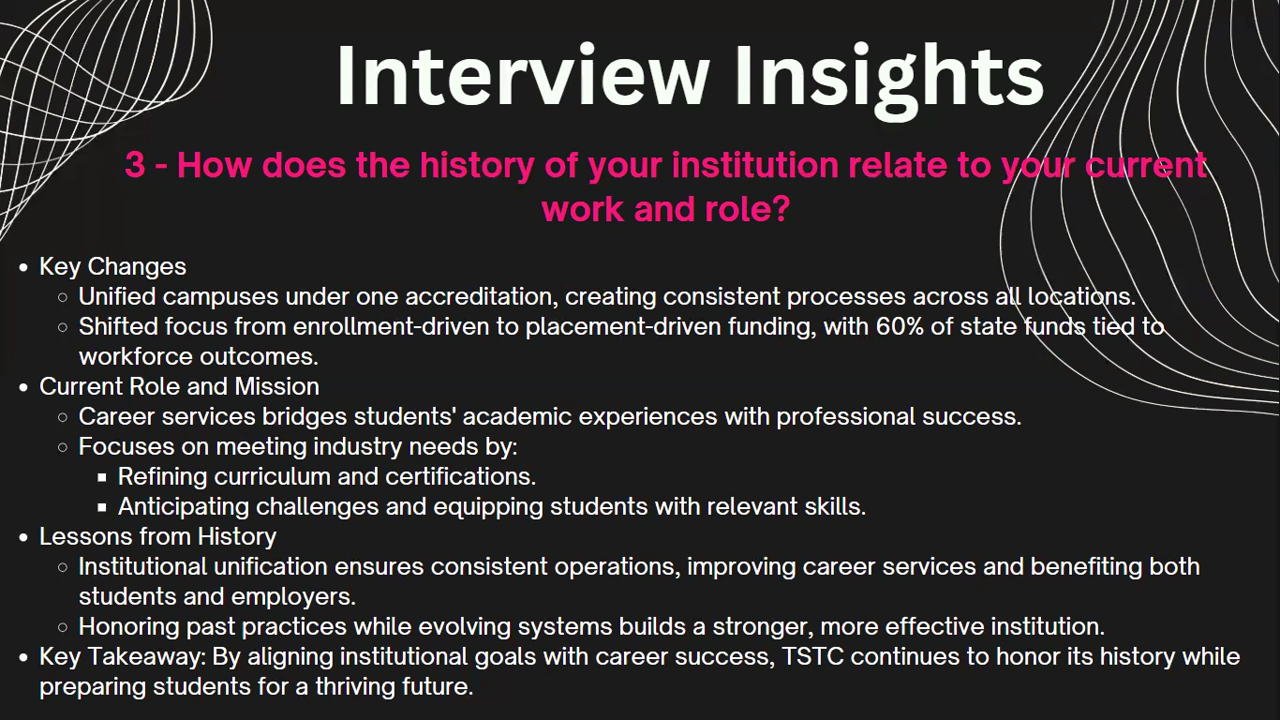 Interview Insights
3 - How does the history of your institution relate to your current
work and role?
• Key Changes
◦ Unified campuses under one accreditation, creating consistent processes across all locations.
◦ Shifted focus from enrollment-driven to placement-driven funding, with 60% of state funds tied to
workforce outcomes.
• Current Role and Mission
◦ Career services bridges students' academic experiences with professional success.
◦ Focuses on meeting industry needs by:
▪ Refining curriculum and certifications.
▪ Anticipating challenges and equipping students with relevant skills.
• Lessons from History
◦ Institutional unification ensures consistent operations, improving career services and benefiting both
students and employers.
◦ Honoring past practices while evolving systems builds a stronger, more effective institution.
• Key Takeaway: By aligning institutional goals with career success, TSTC continues to honor its history while
preparing students for a thriving future.